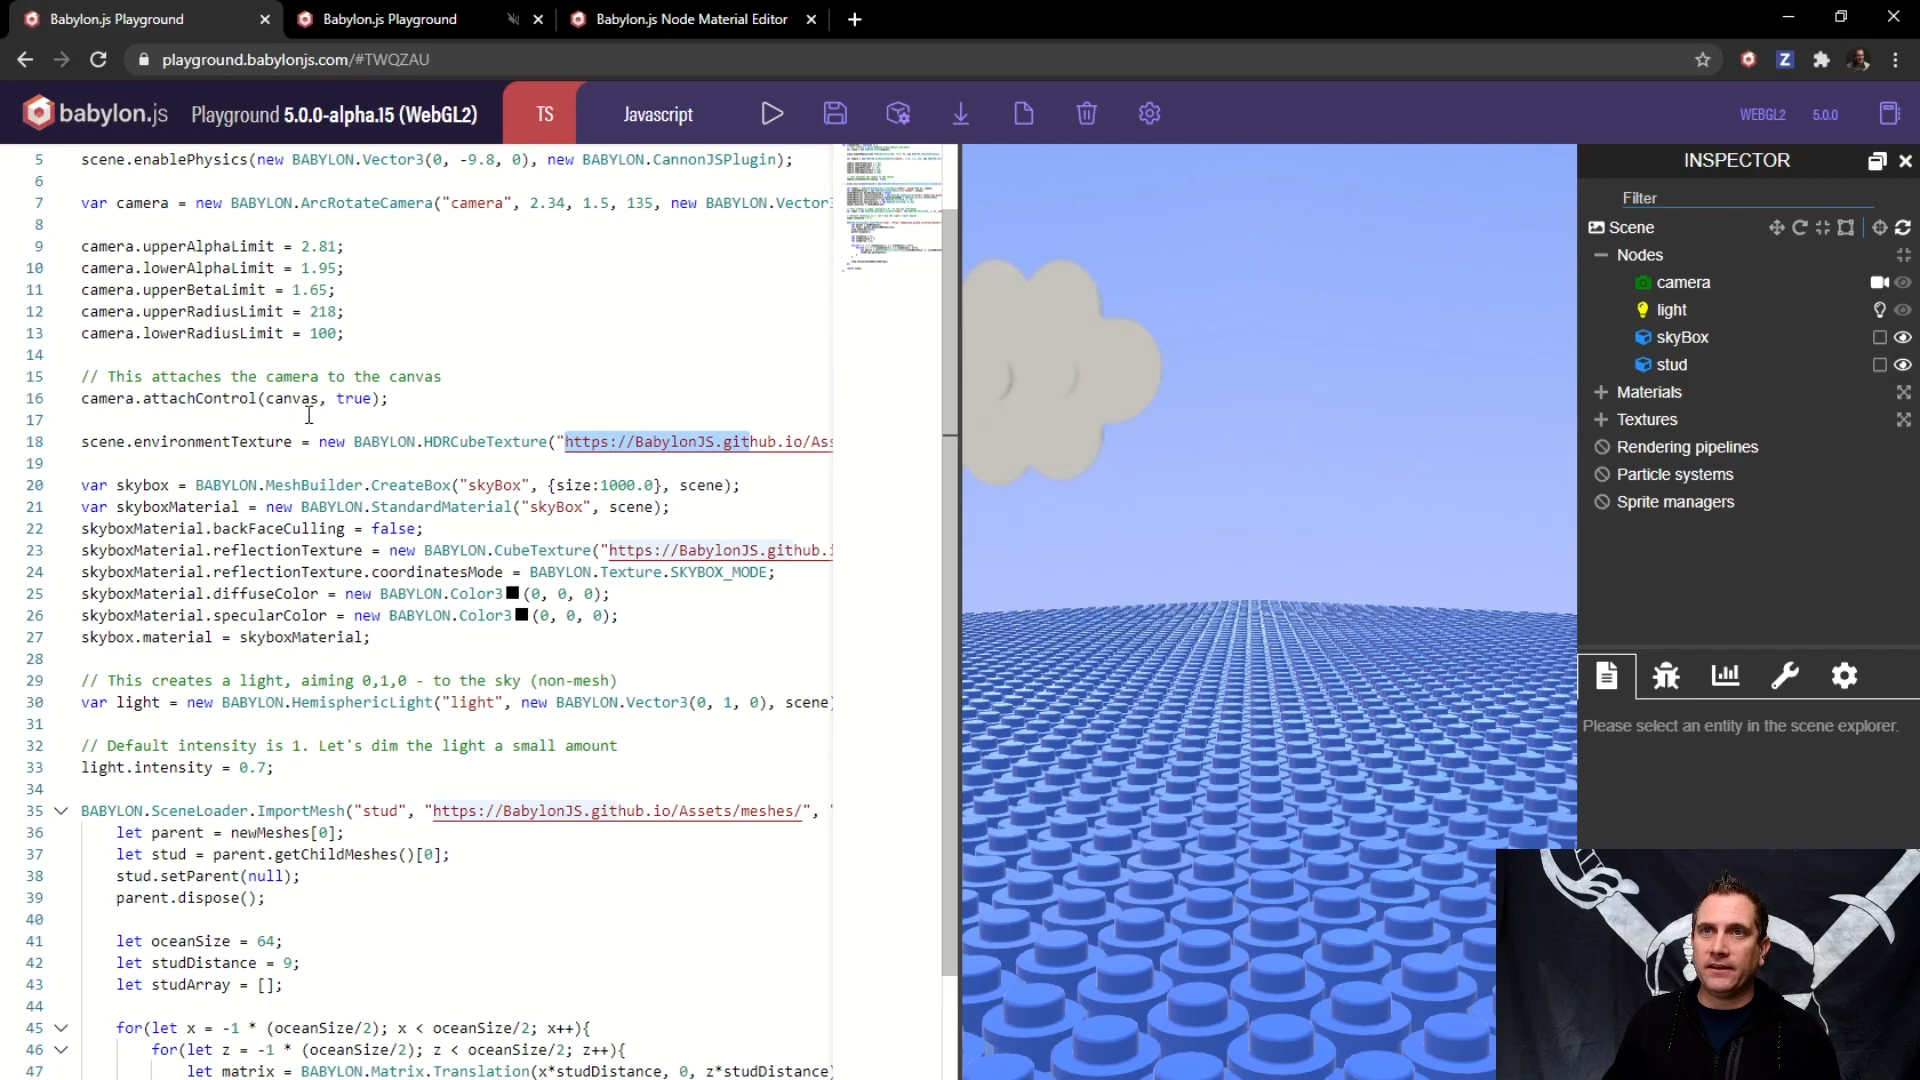 Babylon.js Playground
Babylon.js Playground
Babylon.js Node Material Editor
playground.babylonjs.com/#TWQZAU
Z
babylon.js
Playground 5.0.0-alpha.15 (WebGL2)
TS
Javascript
WEBGL2
5.0.0
5 scene.enablePhysics(new BABYLON.Vector3(0, -9.8, 0), new BABYLON.CannonJSPlugin);
6
7 var camera = new BABYLON.ArcRotateCamera("camera", 2.34, 1.5, 135, new BABYLON.Vector3
8
9 camera.upperAlphaLimit = 2.81;
10 camera.lowerAlphaLimit = 1.95;
11 camera.upperBetaLimit = 1.65;
12 camera.upperRadiusLimit = 218;
13 camera.lowerRadiusLimit = 100;
14
15 // This attaches the camera to the canvas
16 camera.attachControl(canvas, true);
17
18 scene.environmentTexture = new BABYLON.HDRCubeTexture("https://BabylonJS.github.io/Ass
19
20 var skybox = BABYLON.MeshBuilder.CreateBox("skyBox", {size:1000.0}, scene);
21 var skyboxMaterial = new BABYLON.StandardMaterial("skyBox", scene);
22 skyboxMaterial.backFaceCulling = false;
23 skyboxMaterial.reflectionTexture = new BABYLON.CubeTexture("https://BabylonJS.github.i
24 skyboxMaterial.reflectionTexture.coordinatesMode = BABYLON.Texture.SKYBOX_MODE;
25 skyboxMaterial.diffuseColor = new BABYLON.Color3(0, 0, 0);
26 skyboxMaterial.specularColor = new BABYLON.Color3(0, 0, 0);
27 skybox.material = skyboxMaterial;
28
29 // This creates a light, aiming 0,1,0 - to the sky (non-mesh)
30 var light = new BABYLON.HemisphericLight("light", new BABYLON.Vector3(0, 1, 0), scene)
31
32 // Default intensity is 1. Let's dim the light a small amount
33 light.intensity = 0.7;
34
35 BABYLON.SceneLoader.ImportMesh("stud", "https://BabylonJS.github.io/Assets/meshes/", "
36 let parent = newMeshes[0];
37 let stud = parent.getChildMeshes()[0];
38 stud.setParent(null);
39 parent.dispose();
40
41 let oceanSize = 64;
42 let studDistance = 9;
43 let studArray = [];
44
45 for(let x = -1 * (oceanSize/2); x < oceanSize/2; x++){
46 for(let z = -1 * (oceanSize/2); z < oceanSize/2; z++){
47 let matrix = BABYLON.Matrix.Translation(x*studDistance, 0, z*studDistance)
INSPECTOR
Filter
Scene
Nodes
camera
light
skyBox
stud
Materials
Textures
Rendering pipelines
Particle systems
Sprite managers
Please select an entity in the scene explorer.